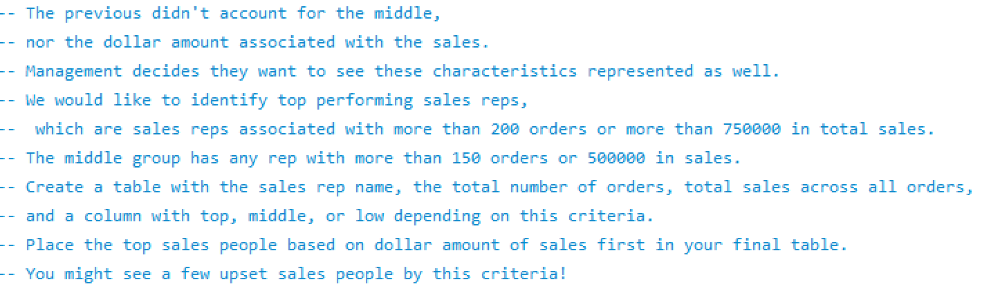 -- The previous didn't account for the middle,
-- nor the dollar amount associated with the sales.
-- Management decides they want to see these characteristics represented as well.
-- We would like to identify top performing sales reps,
--  which are sales reps associated with more than 200 orders or more than 750000 in total sales.
-- The middle group has any rep with more than 150 orders or 500000 in sales.
-- Create a table with the sales rep name, the total number of orders, total sales across all orders,
-- and a column with top, middle, or low depending on this criteria.
-- Place the top sales people based on dollar amount of sales first in your final table.
-- You might see a few upset sales people by this criteria!